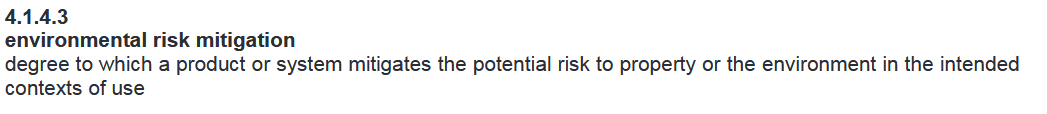 4.1.4.3
environmental risk mitigation
degree to which a product or system mitigates the potential risk to property or the environment in the intended
contexts of use